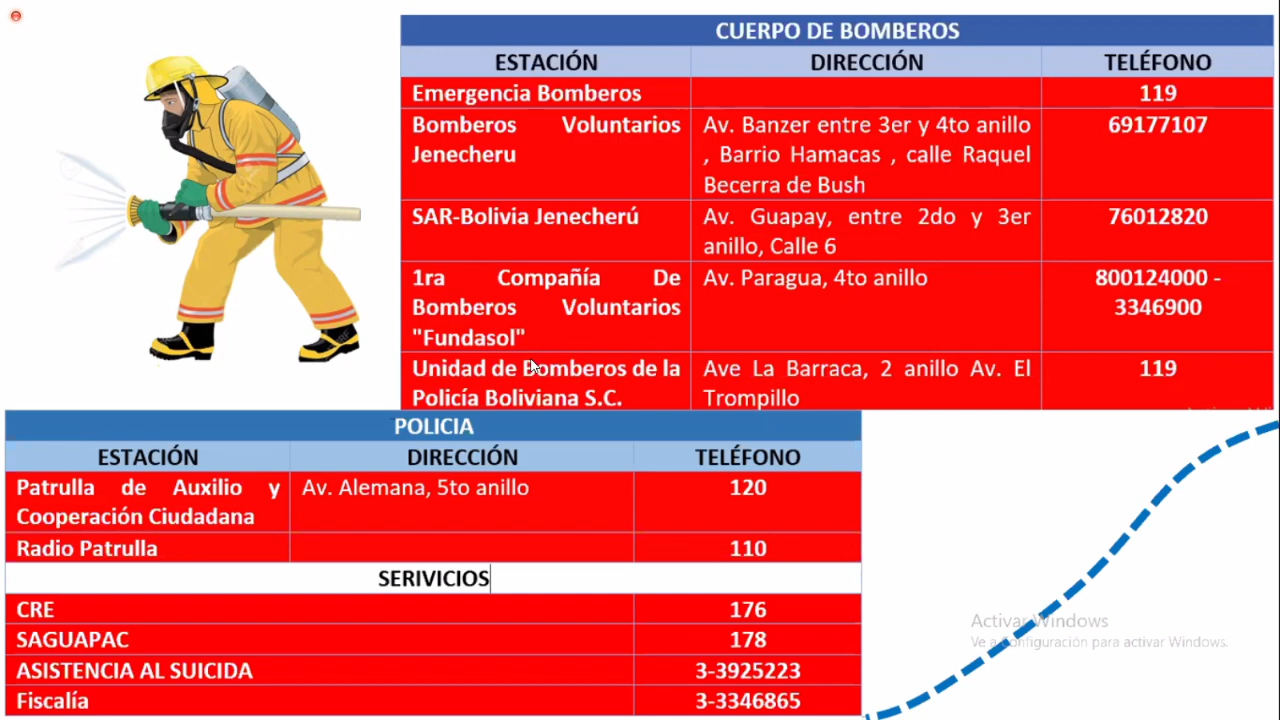 CUERPO DE BOMBEROS
ESTACIÓN DIRECCIÓN TELÉFONO
Emergencia Bomberos 119
Bomberos Voluntarios Av. Banzer entre 3er y 4to anillo 69177107
Jenecheru , Barrio Hamacas , calle Raquel
Becerra de Bush
SAR-Bolivia Jenecherú Av. Guapay, entre 2do y 3er 76012820
anillo, Calle 6
1ra Compañía De Av. Paragua, 4to anillo 800124000 -
Bomberos Voluntarios 3346900
"Fundasol"
Unidad de Bomberos de la Ave La Barraca, 2 anillo Av. El 119
Policía Boliviana S.C. Trompillo
POLICIA
ESTACIÓN DIRECCIÓN TELÉFONO
Patrulla de Auxilio y Av. Alemana, 5to anillo 120
Cooperación Ciudadana
Radio Patrulla 110
SERIVICIOS
CRE 176
SAGUAPAC 178
ASISTENCIA AL SUICIDA 3-3925223
Fiscalía 3-3346865
Activar Windows
Ve a Configuración para activar Windows.